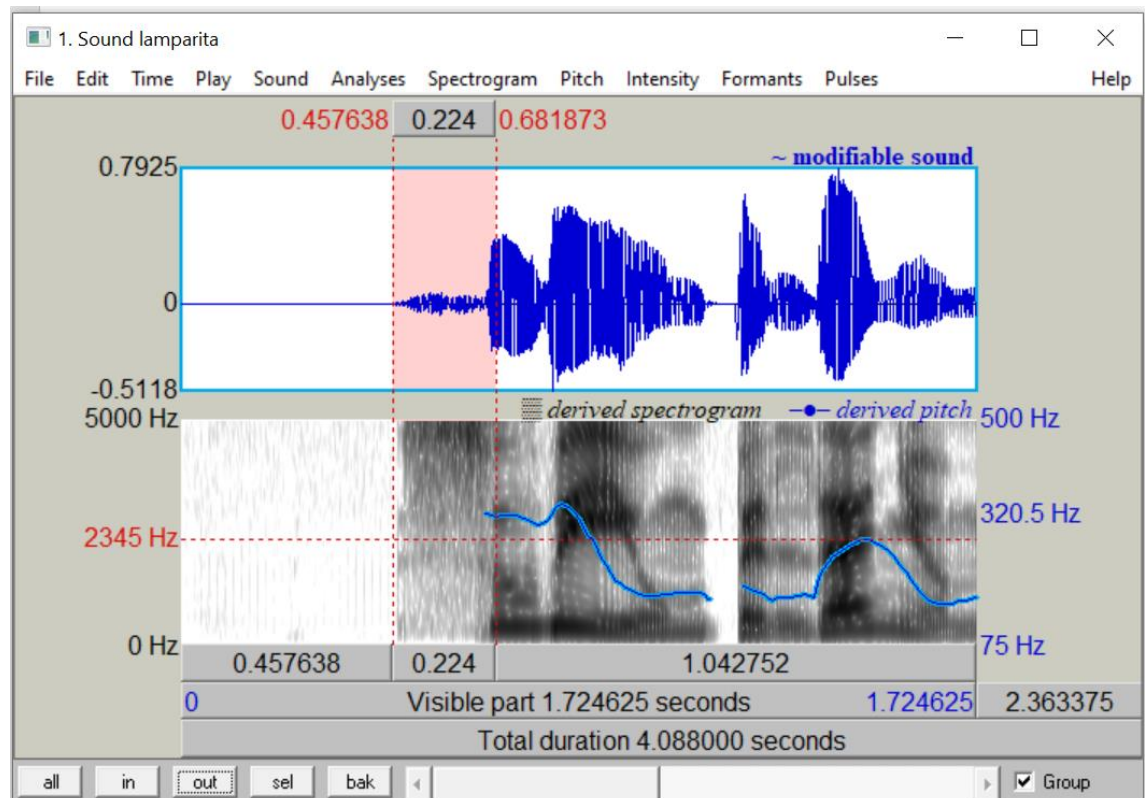 1. Sound lamparita
File Edit Time Play Sound Analyses Spectrogram Pitch Intensity Formants Pulses Help
0.457638 0.224 0.681873
~ modifiable sound
0.7925
0
-0.5118
derived spectrogram derived pitch
5000 Hz 500 Hz
320.5 Hz
2345 Hz
0 Hz 75 Hz
0.457638 0.224 1.042752
0 Visible part 1.724625 seconds 1.724625 2.363375
Total duration 4.088000 seconds
all in out sel bak Group